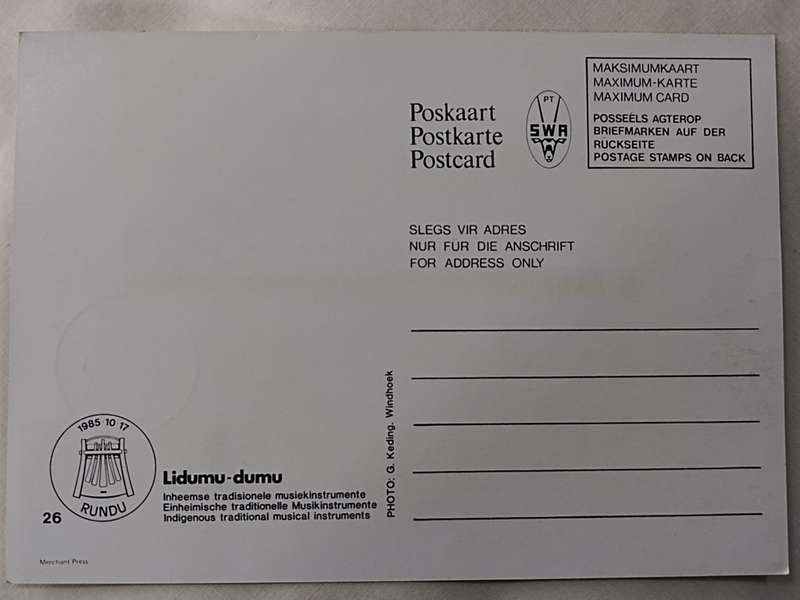 Poskaart
Postkarte
Postcard
PT
SWA
MAKSIMUMKAART
MAXIMUM-KARTE
MAXIMUM CARD
POSSEËLS AGTEROP
BRIEFMARKEN AUF DER
RÜCKSEITE
POSTAGE STAMPS ON BACK
SLEGS VIR ADRES
NUR FÜR DIE ANSCHRIFT
FOR ADDRESS ONLY
PHOTO: G. Keding, Windhoek
1985 10 17
RUNDU
26
Lidumu-dumu
Inheemse tradisionele musiekinstrumente
Einheimische traditionelle Musikinstrumente
Indigenous traditional musical instruments
Merchant Press